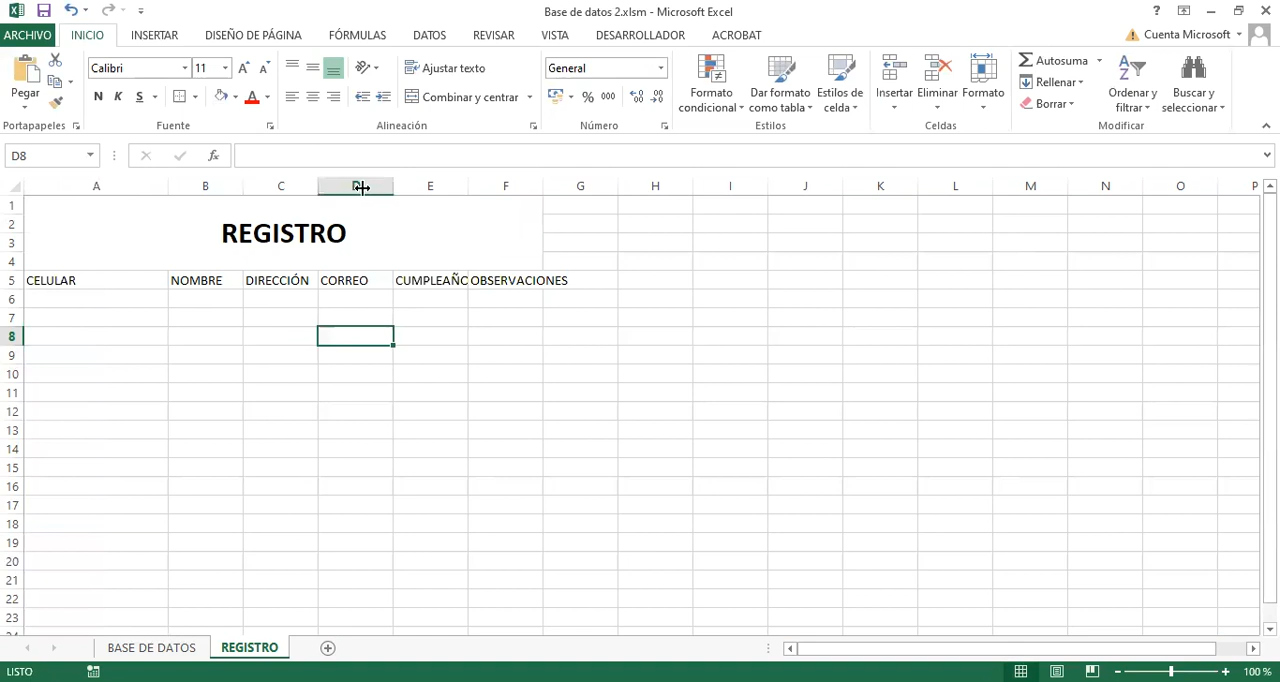 Base de datos 2.xlsm - Microsoft Excel
ARCHIVO INICIO INSERTAR DISEÑO DE PÁGINA FÓRMULAS DATOS REVISAR VISTA DESARROLLADOR ACROBAT Cuenta Microsoft
Calibri 11 Ajustar texto General Autosuma
Pegar N K S A Combinar y centrar % 000 Formato condicional Dar formato como tabla Estilos de celda Insertar Eliminar Formato Rellenar Borrar Ordenar y filtrar Buscar y seleccionar
Portapapeles Fuente Alineación Número Estilos Celdas Modificar
D8 fx
A B C D E F G H I J K L M N O P
1
2
REGISTRO
3
4
5 CELULAR NOMBRE DIRECCIÓN CORREO CUMPLEAÑO OBSERVACIONES
6
7
8
9
10
11
12
13
14
15
16
17
18
19
20
21
22
23
BASE DE DATOS REGISTRO
LISTO 100 %